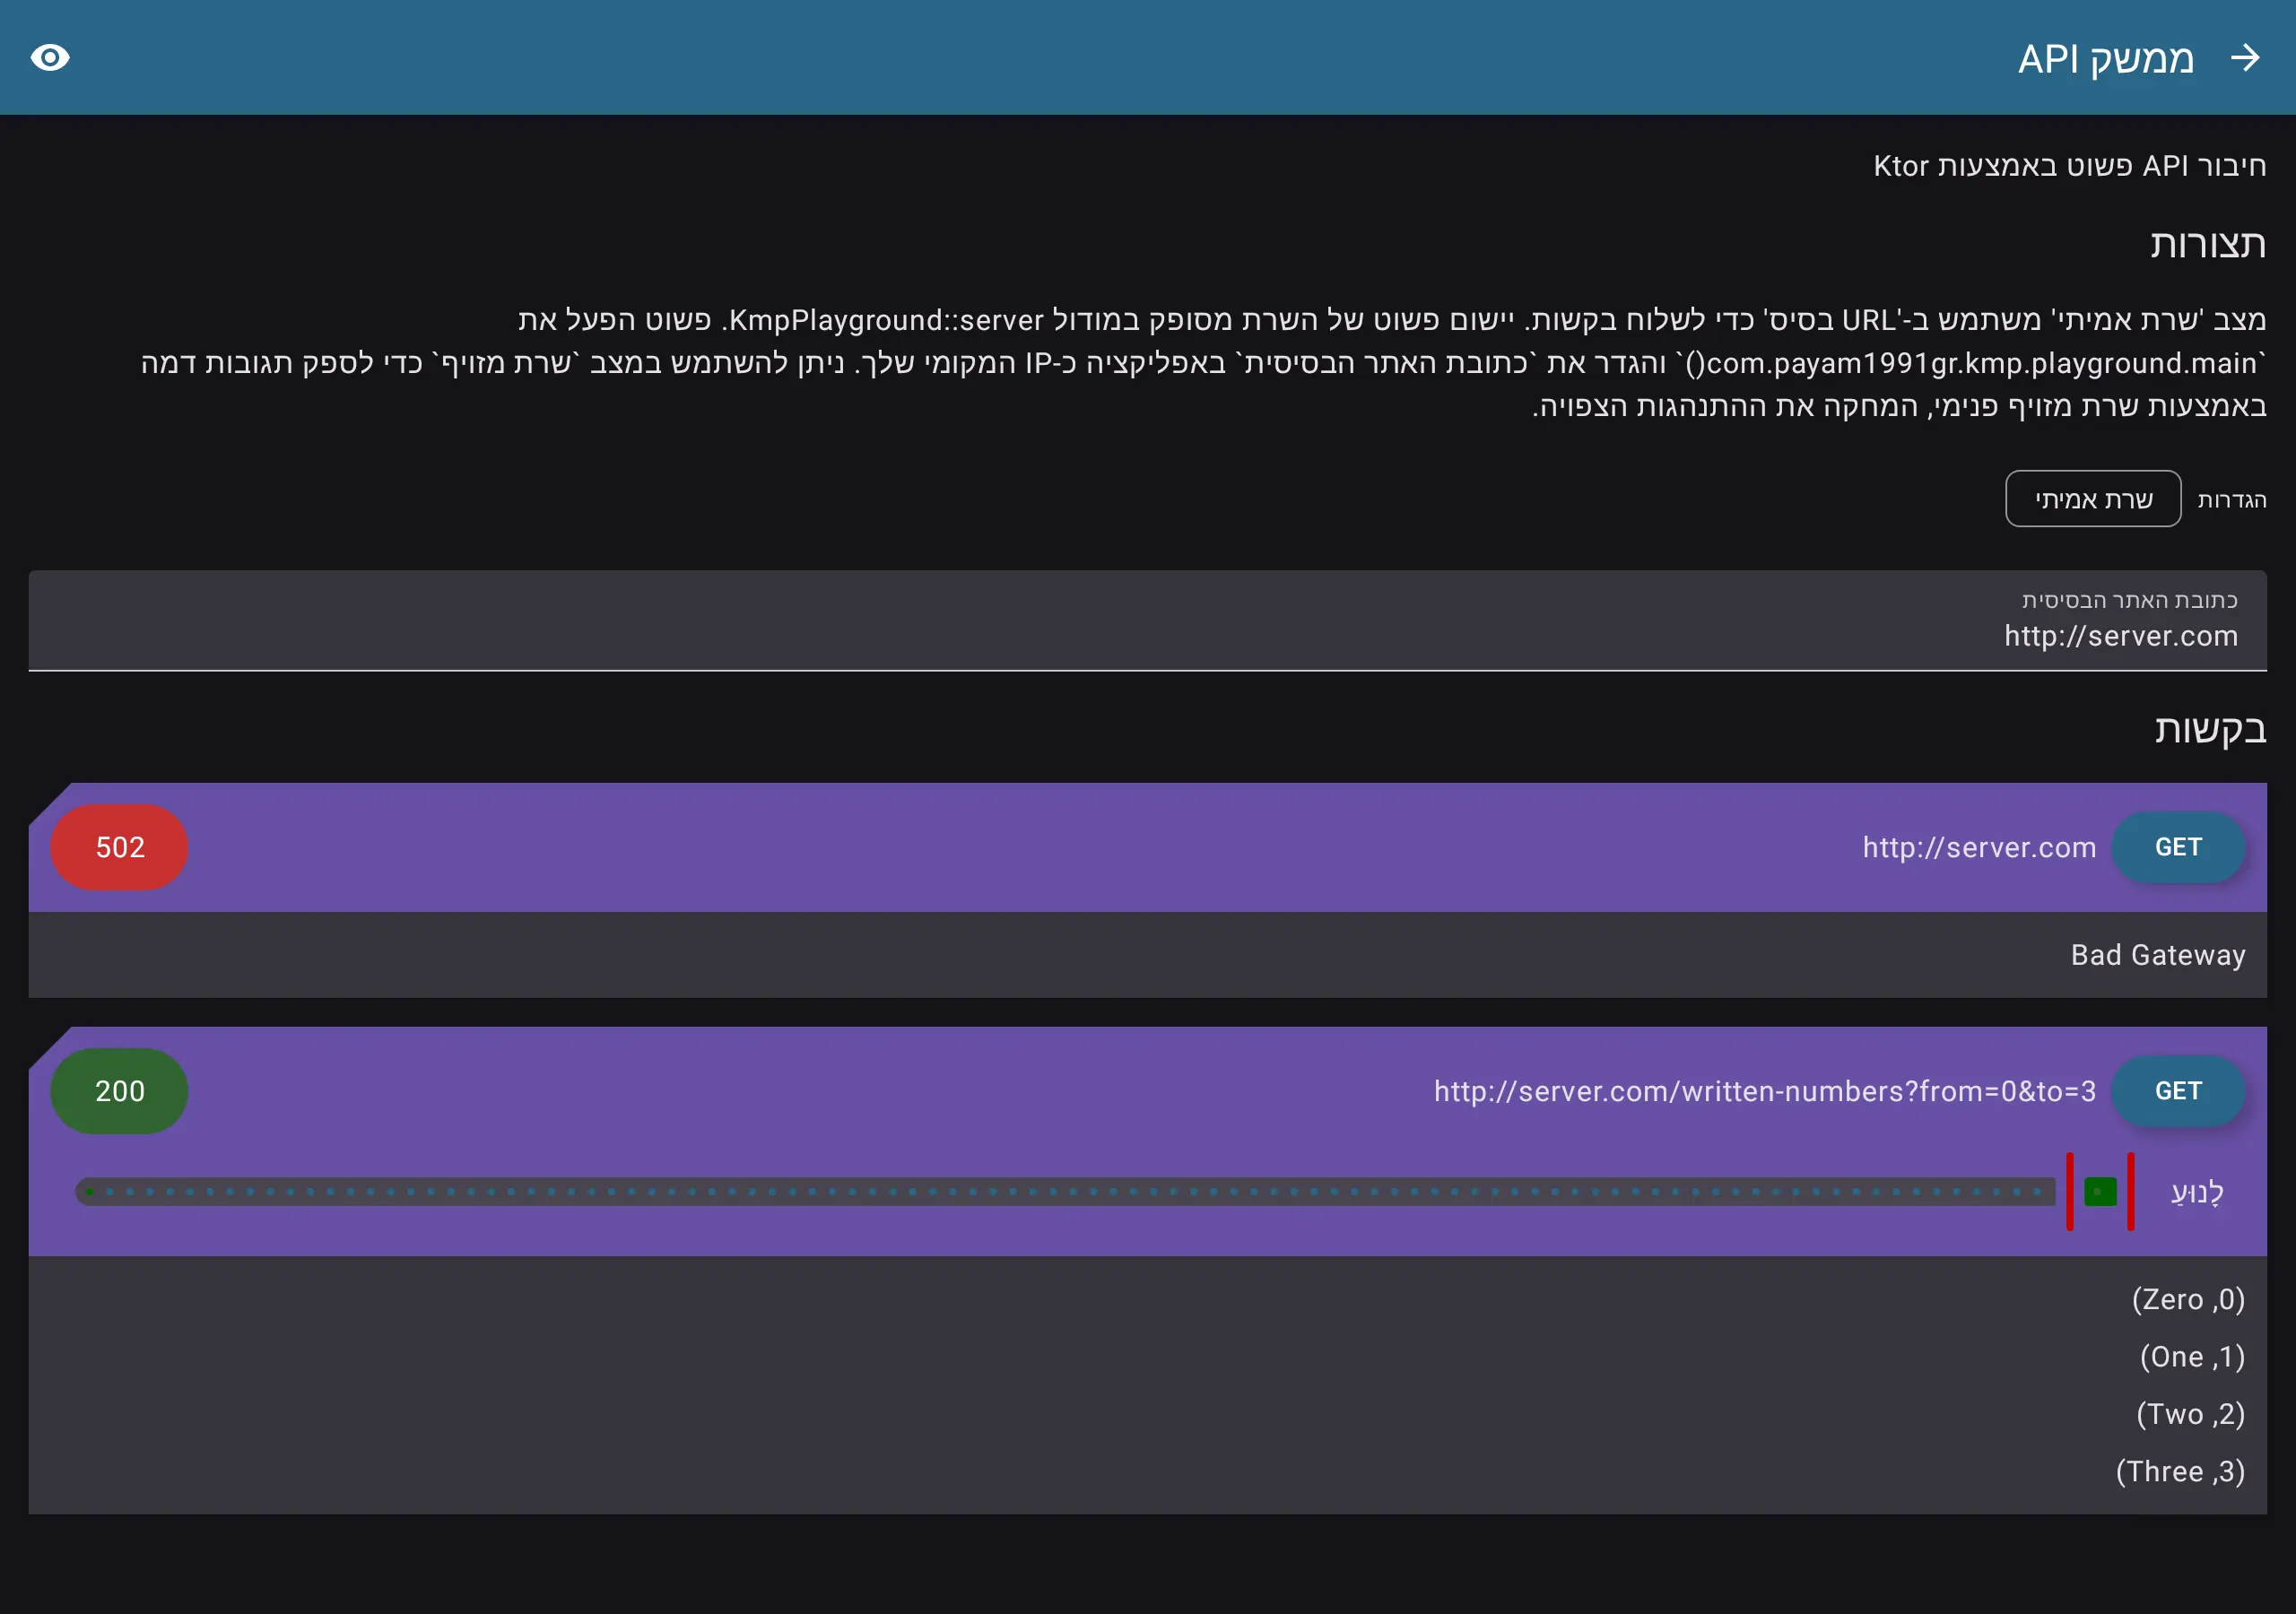 ממשק API
חיבור API פשוט באמצעות Ktor
תצורות
מצב 'שרת אמיתי' משתמש ב-'URL בסיס' כדי לשלוח בקשות. יישום פשוט של השרת מסופק במודול KmpPlayground::server. פשוט הפעל את
`com.payam1991gr.kmp.playground.main()` והגדר את `כתובת האתר הבסיסית` באפליקציה כ-IP המקומי שלך. ניתן להשתמש במצב `שרת מזויף` כדי לספק תגובות דמה
באמצעות שרת מזויף פנימי, המחקה את ההתנהגות הצפויה.
הגדרות שרת אמיתי
כתובת האתר הבסיסית
http://server.com
בקשות
GET http://server.com 502
Bad Gateway
GET http://server.com/written-numbers?from=0&to=3 200
לָנוּעַ
(0, Zero)
(1, One)
(2, Two)
(3, Three)